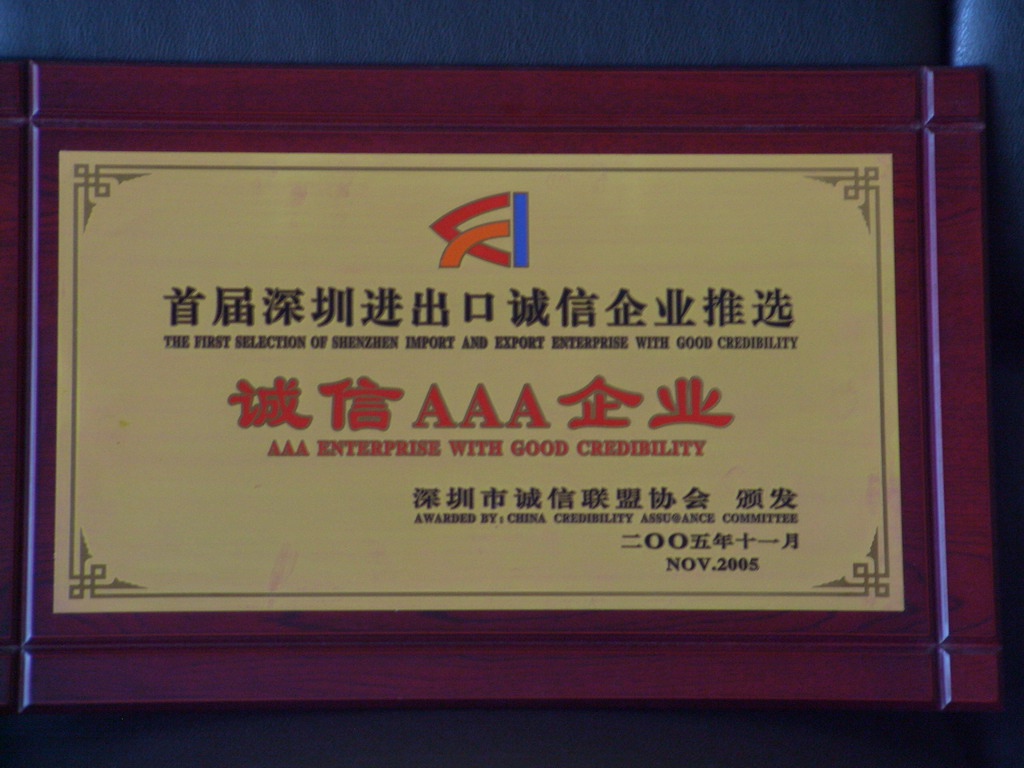 首届深圳进出口诚信企业推选
THE FIRST SELECTION OF SHENZHEN IMPORT AND EXPORT ENTERPRISE WITH GOOD CREDIBILITY
诚信AAA企业
AAA ENTERPRISE WITH GOOD CREDIBILITY
深圳市诚信联盟协会 颁发
AWARDED BY: CHINA CREDIBILITY ASSU@ANCE COMMITTEE
二〇〇五年十一月
NOV.2005